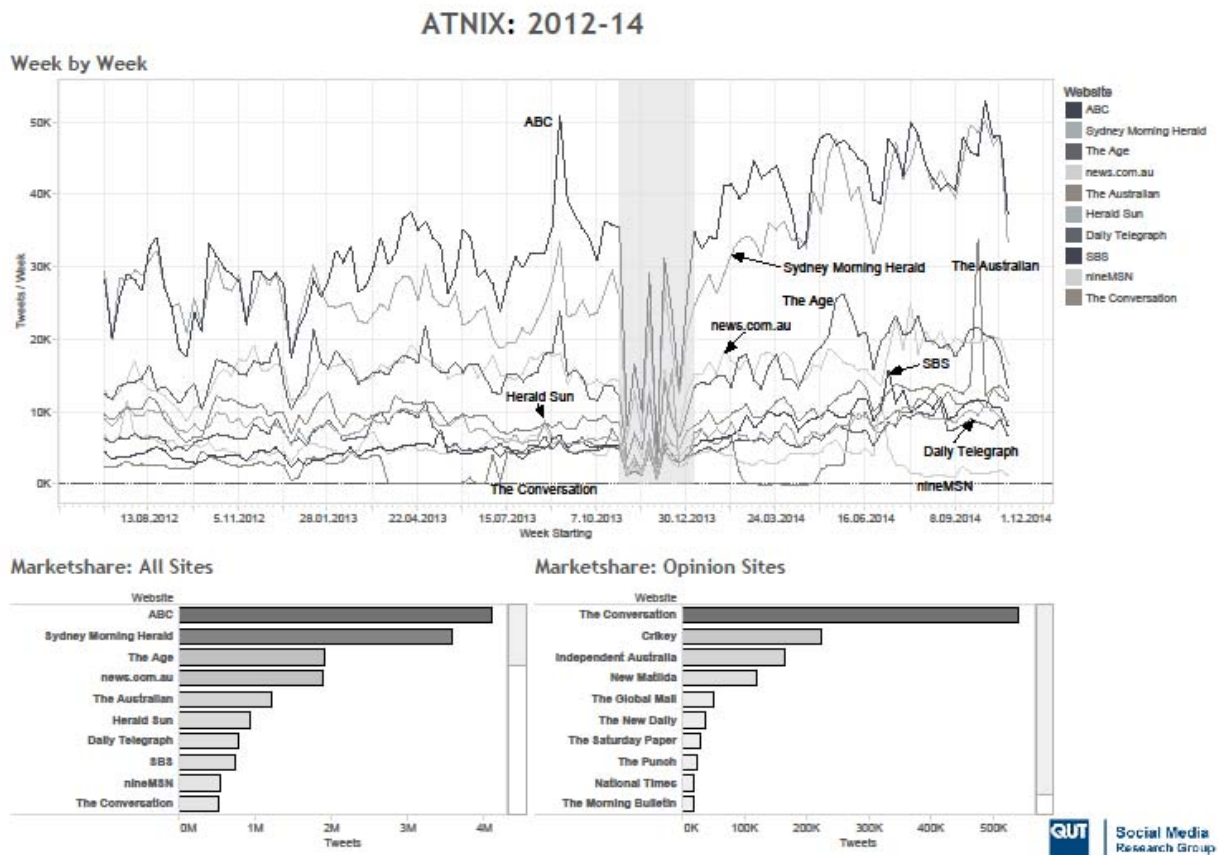 ATNIX: 2012-14
Week by Week
50K
40K
30K
20K
10K
0K
Tweets / Week
ABC
Sydney Morning Herald
The Australian
The Age
news.com.au
SBS
Herald Sun
Daily Telegraph
The Conversation
nineMSN
13.08.2012 5.11.2012 28.01.2013 22.04.2013 15.07.2013 7.10.2013 30.12.2013 24.03.2014 16.06.2014 8.09.2014 1.12.2014
Week Starting
Website
ABC
Sydney Morning Herald
The Age
news.com.au
The Australian
Herald Sun
Daily Telegraph
SBS
nineMSN
The Conversation
Marketshare: All Sites
Website
ABC
Sydney Morning Herald
The Age
news.com.au
The Australian
Herald Sun
Daily Telegraph
SBS
nineMSN
The Conversation
0M 1M 2M 3M 4M
Tweets
Marketshare: Opinion Sites
Website
The Conversation
Crikey
Independent Australia
New Matilda
The Global Mail
The New Daily
The Saturday Paper
The Punch
National Times
The Morning Bulletin
0K 100K 200K 300K 400K 500K
Tweets
QUT
Social Media
Research Group